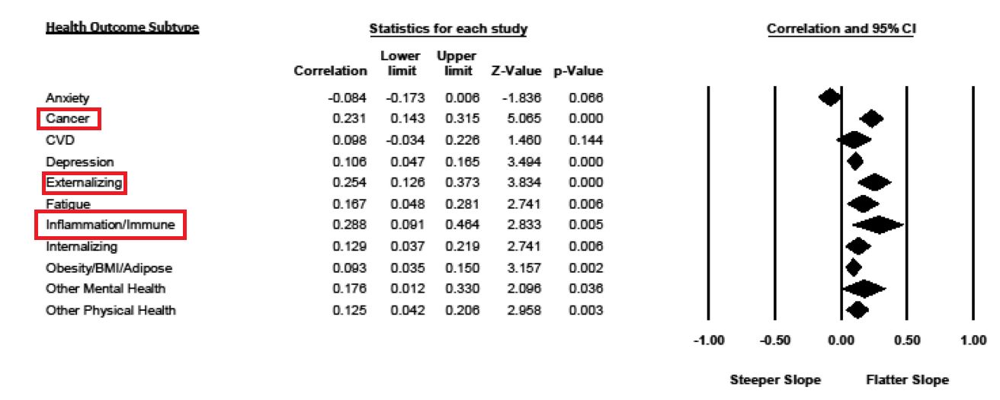 Health Outcome Subtype Statistics for each study Correlation and 95% CI
Correlation Lower limit Upper limit Z-Value p-Value
Anxiety -0.084 -0.173 0.006 -1.836 0.066
Cancer 0.231 0.143 0.315 5.065 0.000
CVD 0.098 -0.034 0.226 1.460 0.144
Depression 0.106 0.047 0.165 3.494 0.000
Externalizing 0.254 0.126 0.373 3.834 0.000
Fatigue 0.167 0.048 0.281 2.741 0.006
Inflammation/Immune 0.288 0.091 0.464 2.833 0.005
Internalizing 0.129 0.037 0.219 2.741 0.006
Obesity/BMI/Adipose 0.093 0.035 0.150 3.157 0.002
Other Mental Health 0.176 0.012 0.330 2.096 0.036
Other Physical Health 0.125 0.042 0.206 2.958 0.003
-1.00 -0.50 0.00 0.50 1.00
Steeper Slope Flatter Slope